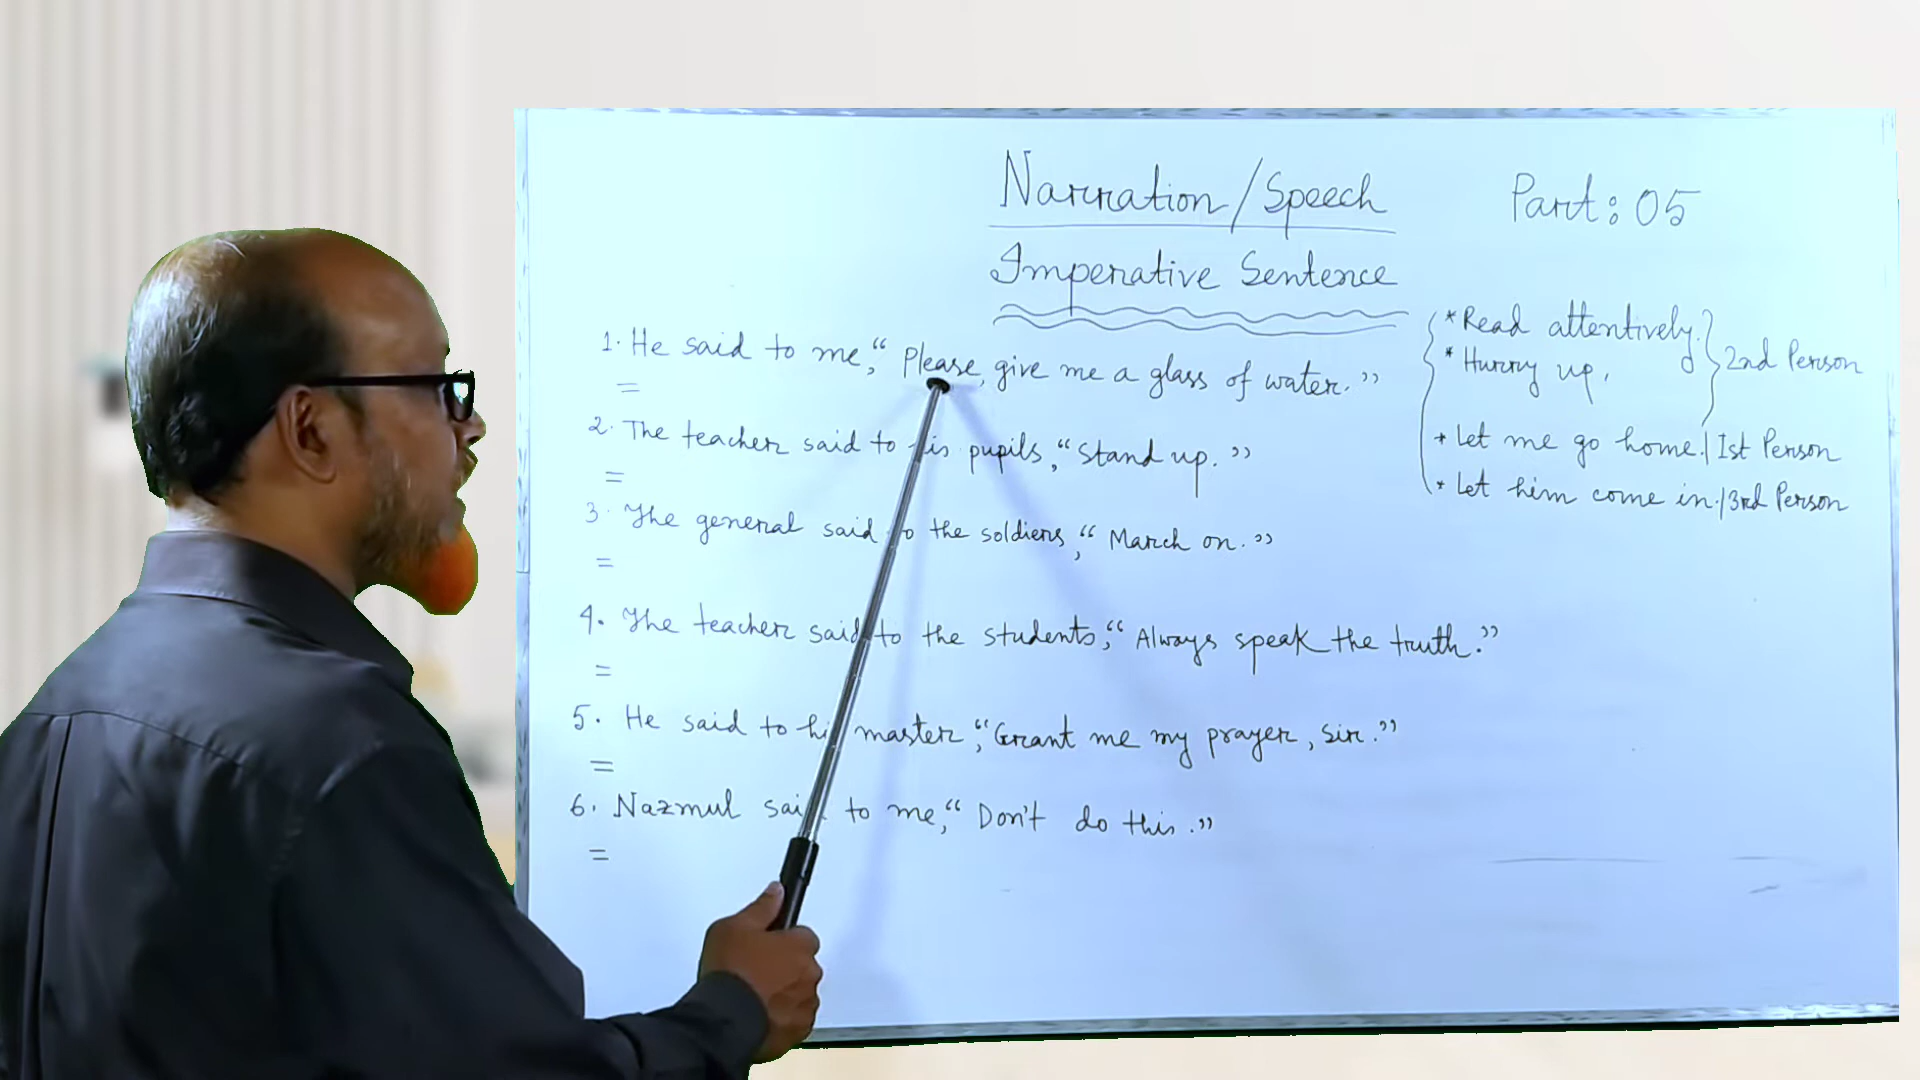 Narration/Speech
Part: 05
Imperative Sentence
1. He said to me, "Please, give me a glass of water."
=
2. The teacher said to his pupils, "Stand up."
=
3. The general said to the soldiers, "March on."
=
4. The teacher said to the students, "Always speak the truth."
=
5. He said to his master, "Grant me my prayer, sir."
=
6. Nazmul said to me, "Don't do this."
=
* Read attentively.
* Hurry up.
2nd Person
* Let me go home. / 1st Person
* Let him come in. / 3rd Person